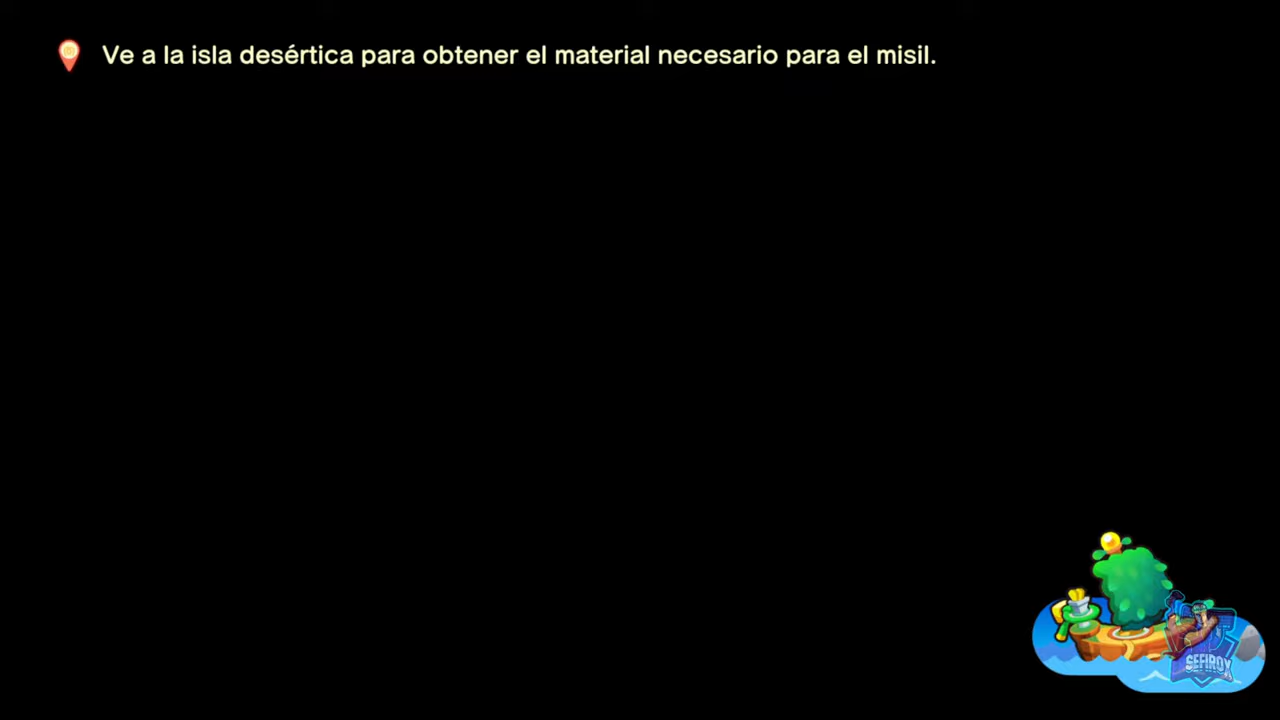 Ve a la isla desértica para obtener el material necesario para el misil.
SEFIROX